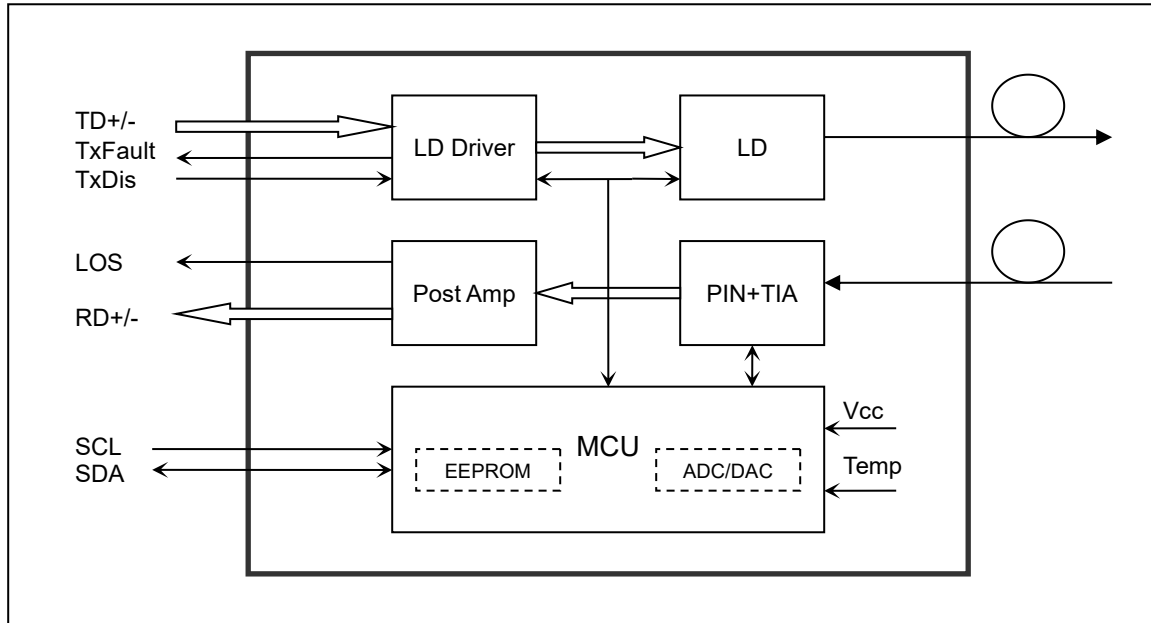 TD+/-
TxFault
TxDis
LD Driver
LD
LOS
RD+/-
Post Amp
PIN+TIA
SCL
SDA
MCU
EEPROM
ADC/DAC
Vcc
Temp